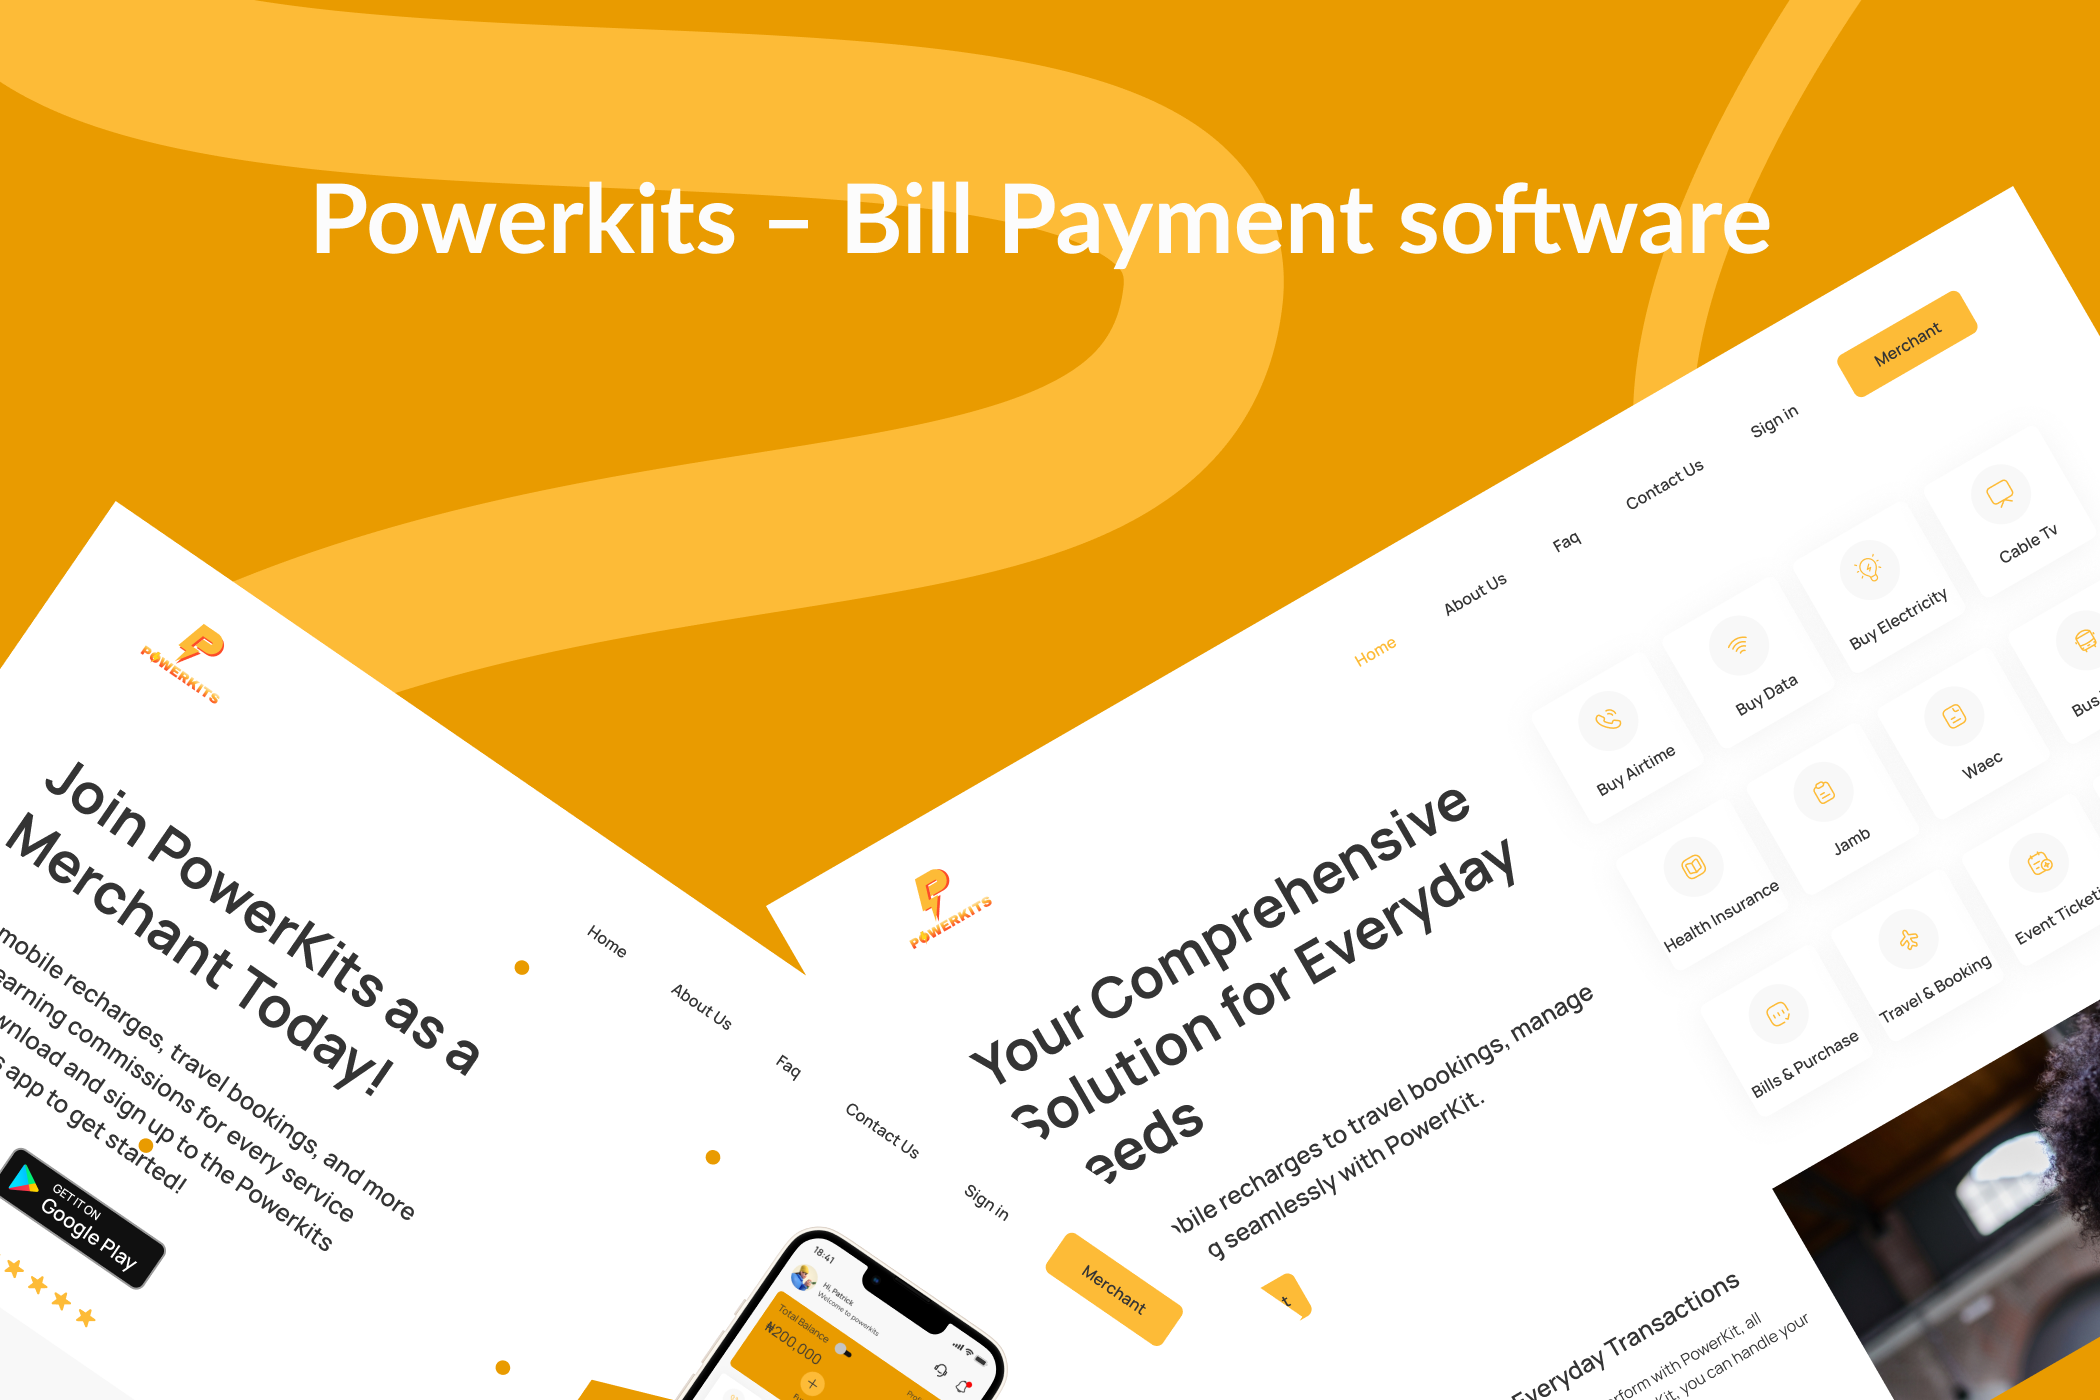 Powerkits – Bill Payment software
POWERKITS
Join PowerKits as a
Merchant Today!
mobile recharges, travel bookings, and more
earning commissions for every service
wnload and sign up to the Powerkits
s app to get started!
GET IT ON
Google Play
Home
About Us
Faq
Contact Us
Sign in
Merchant
18:41
Hi, Patrick
Welcome to powerkits
Total Balance
₦200,000
POWERKITS
Home
About Us
Faq
Contact Us
Sign in
Merchant
Your Comprehensive
Solution for Everyday
eeds
bile recharges to travel bookings, manage
g seamlessly with PowerKit.
t
Buy Airtime
Buy Data
Buy Electricity
Cable Tv
Health Insurance
Jamb
Waec
Bus
Bills & Purchase
Travel & Booking
Event Ticketi
Everyday Transactions
rform with PowerKit, all
Kit, you can handle your